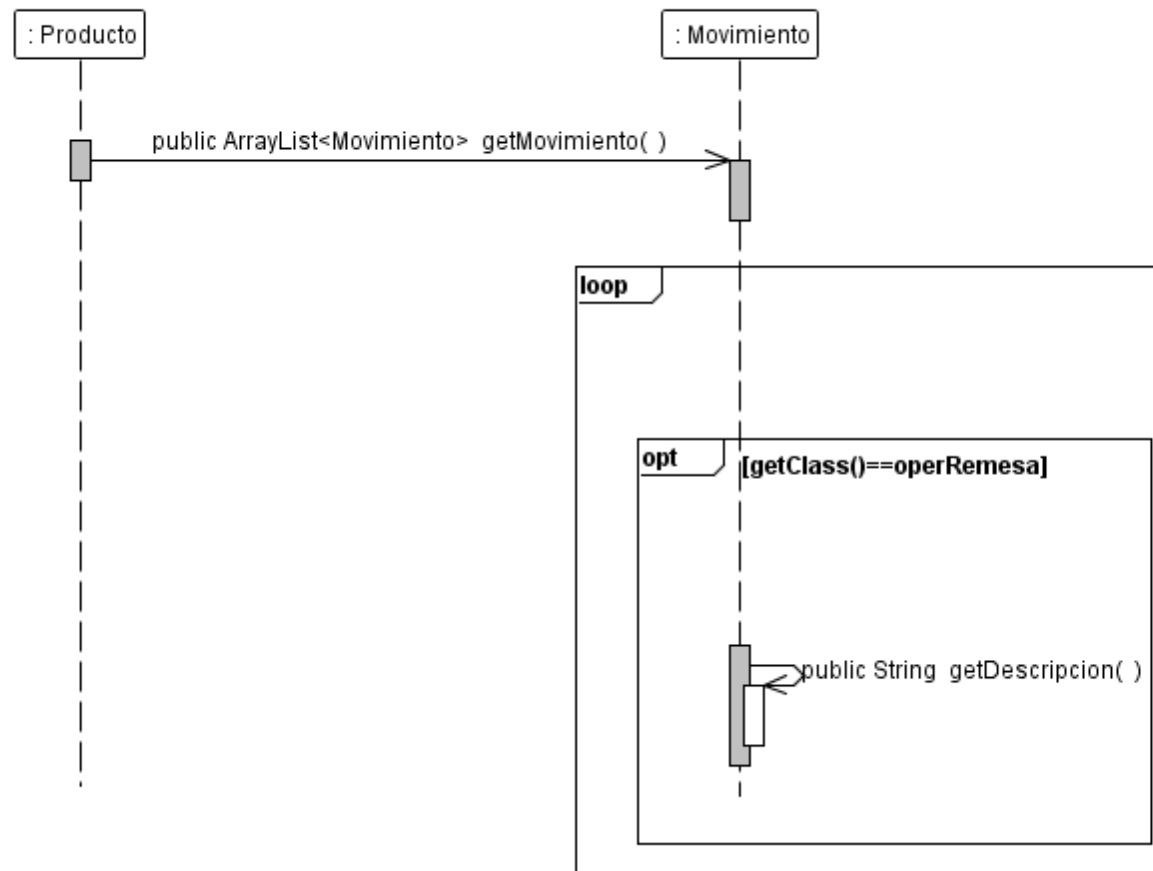 : Producto
: Movimiento
public ArrayList<Movimiento> getMovimiento( )
loop
opt
[getClass()==operRemesa]
public String getDescripcion( )